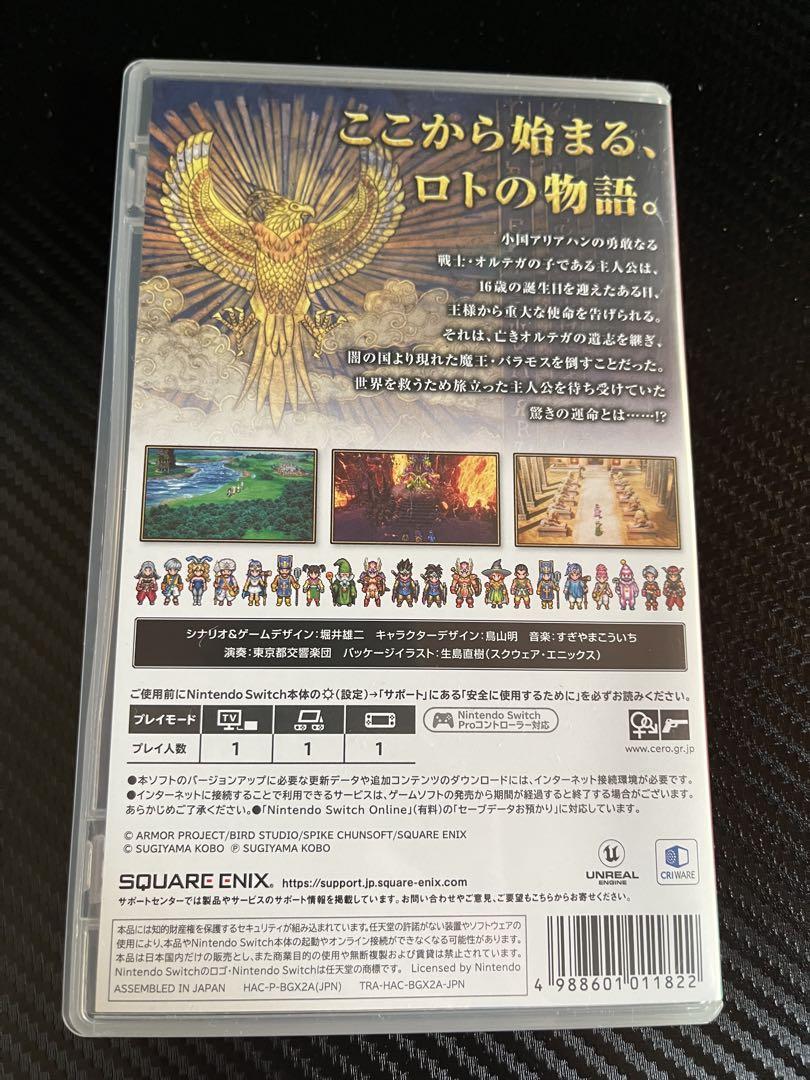 ここから始まる、
ロトの物語。
小国アリアハンの勇敢なる
戦士・オルテガの子である主人公は、
16歳の誕生日を迎えたある日、
王様から重大な使命を告げられる。
それは、亡きオルテガの遺志を継ぎ、
闇の国より現れた魔王・バラモスを倒すことだった。
世界を救うため旅立った主人公を待ち受けていた
驚きの運命とは……!?
シナリオ&ゲームデザイン:堀井雄二 キャラクターデザイン:鳥山明 音楽:すぎやまこういち
演奏:東京都交響楽団 パッケージイラスト:生島直樹(スクウェア・エニックス)
ご使用前にNintendo Switch本体の(設定)→「サポート」にある「安全に使用するために」を必ずお読みください。
プレイモード TV
プレイ人数 1 1 1
Nintendo Switch
Proコントローラー対応
www.cero.gr.jp
●本ソフトのバージョンアップに必要な更新データや追加コンテンツのダウンロードには、インターネット接続環境が必要です。
●インターネットに接続することで利用できるサービスは、ゲームソフトの発売から期間が経過すると終了する場合がございます。
あらかじめご了承ください。●「Nintendo Switch Online」(有料)の「セーブデータお預かり」に対応しています。
© ARMOR PROJECT/BIRD STUDIO/SPIKE CHUNSOFT/SQUARE ENIX
© SUGIYAMA KOBO ℗ SUGIYAMA KOBO
SQUARE ENIX® https://support.jp.square-enix.com
サポートセンターでは製品やサービスのサポート情報を掲載しています。お問い合わせやご意見、ご要望もこちらからお寄せください。
UNREAL
ENGINE
CRIWARE
本品には知的財産権を保護するセキュリティが組み込まれています。任天堂の許諾がない装置やソフトウェアの
使用により、本品やNintendo Switch本体の起動やオンライン接続ができなくなる可能性があります。
本品は日本国内だけの販売とし、また商業目的の使用や無断複製および賃貸は禁止されています。
Nintendo Switchのロゴ・Nintendo Switchは任天堂の商標です。 Licensed by Nintendo
ASSEMBLED IN JAPAN HAC-P-BGX2A(JPN) TRA-HAC-BGX2A-JPN
4 988601 011822